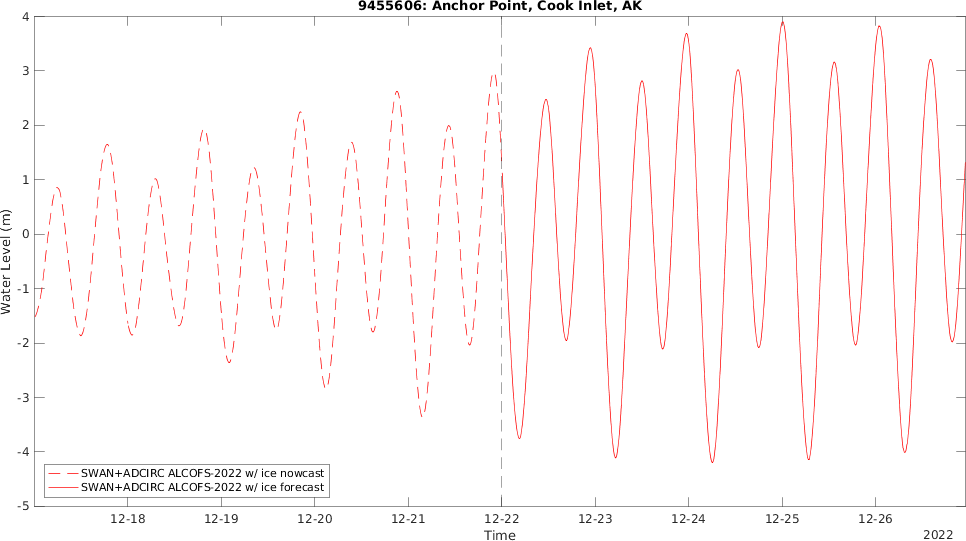 9455606: Anchor Point, Cook Inlet, AK
Water Level (m)
4
3
2
1
0
-1
-2
-3
-4
-5
SWAN+ADCIRC ALCOFS-2022 w/ ice nowcast
SWAN+ADCIRC ALCOFS-2022 w/ ice forecast
12-18 12-19 12-20 12-21 12-22 12-23 12-24 12-25 12-26
Time
2022